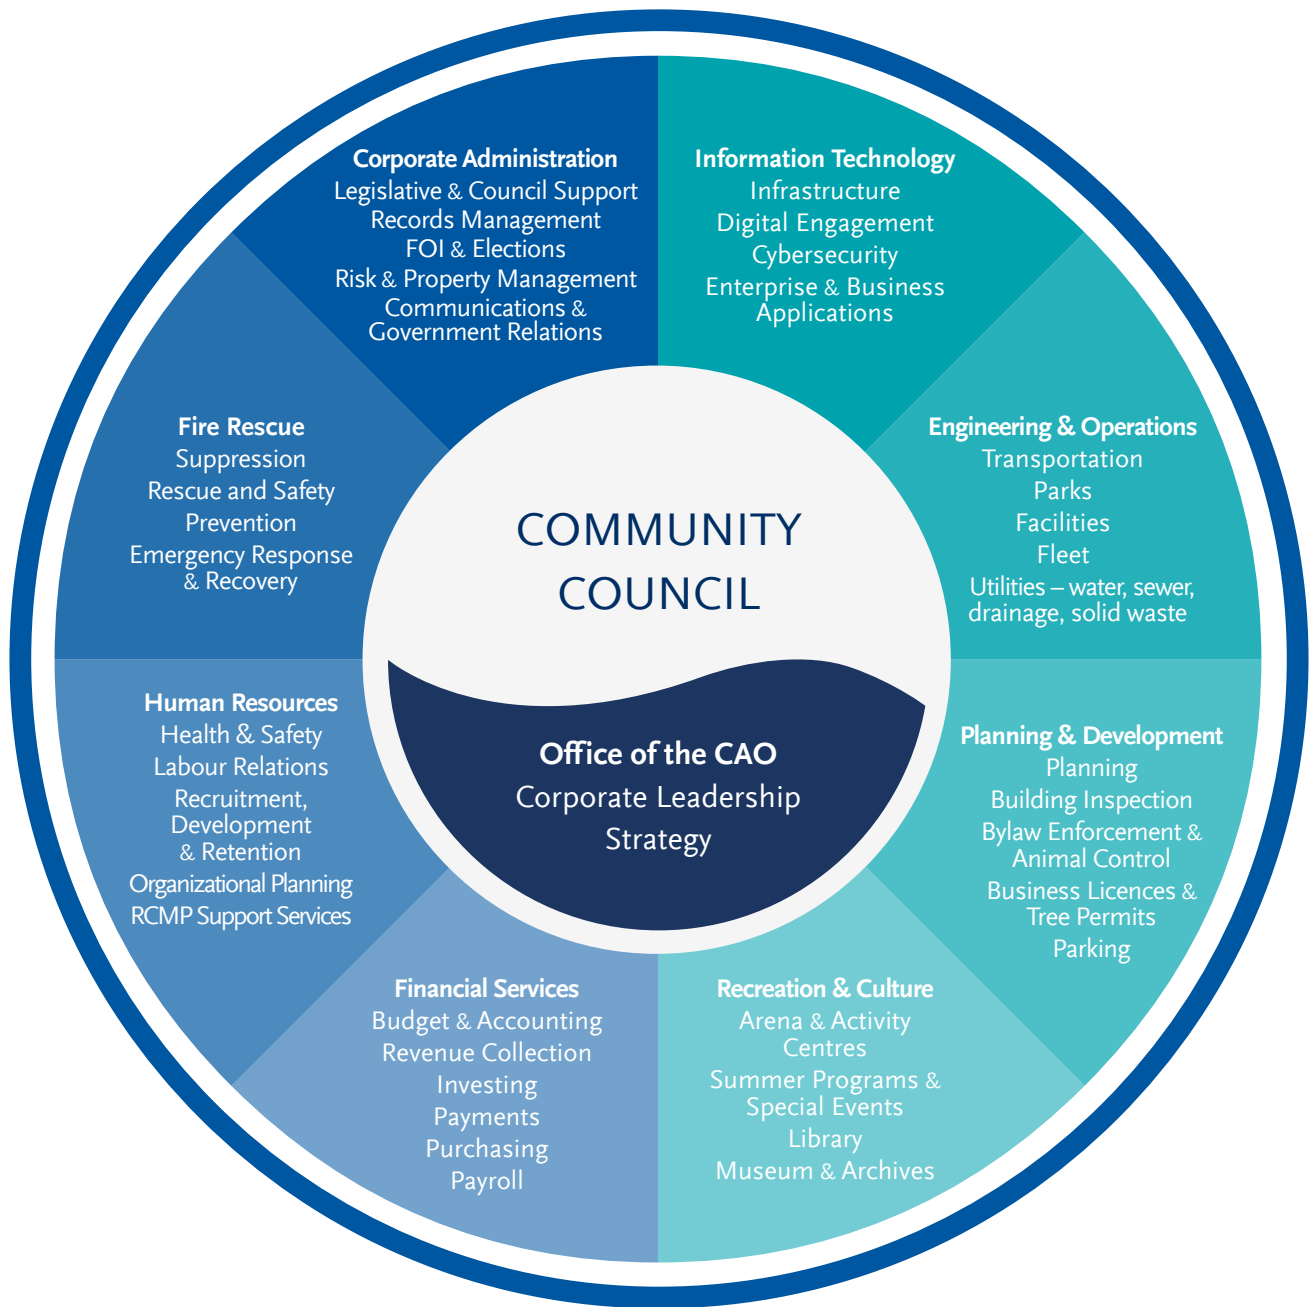 Corporate Administration
Legislative & Council Support
Records Management
FOI & Elections
Risk & Property Management
Communications &
Government Relations
Information Technology
Infrastructure
Digital Engagement
Cybersecurity
Enterprise & Business
Applications
Engineering & Operations
Transportation
Parks
Facilities
Fleet
Utilities – water, sewer,
drainage, solid waste
Planning & Development
Planning
Building Inspection
Bylaw Enforcement &
Animal Control
Business Licences &
Tree Permits
Parking
Recreation & Culture
Arena & Activity
Centres
Summer Programs &
Special Events
Library
Museum & Archives
Financial Services
Budget & Accounting
Revenue Collection
Investing
Payments
Purchasing
Payroll
Human Resources
Health & Safety
Labour Relations
Recruitment,
Development
& Retention
Organizational Planning
RCMP Support Services
Fire Rescue
Suppression
Rescue and Safety
Prevention
Emergency Response
& Recovery
COMMUNITY
COUNCIL
Office of the CAO
Corporate Leadership
Strategy